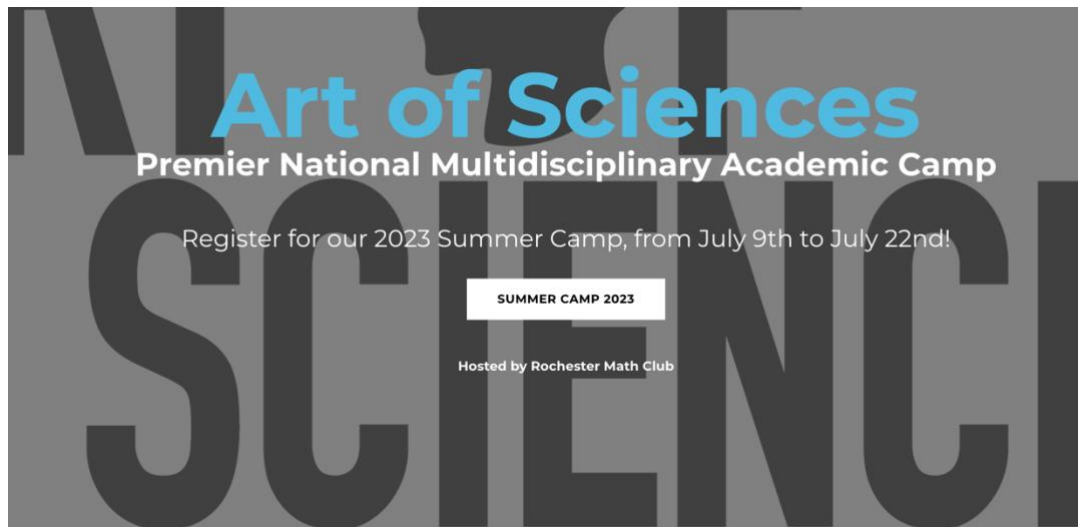 Art of Sciences
Premier National Multidisciplinary Academic Camp
Register for our 2023 Summer Camp, from July 9th to July 22nd!
SUMMER CAMP 2023
Hosted by Rochester Math Club